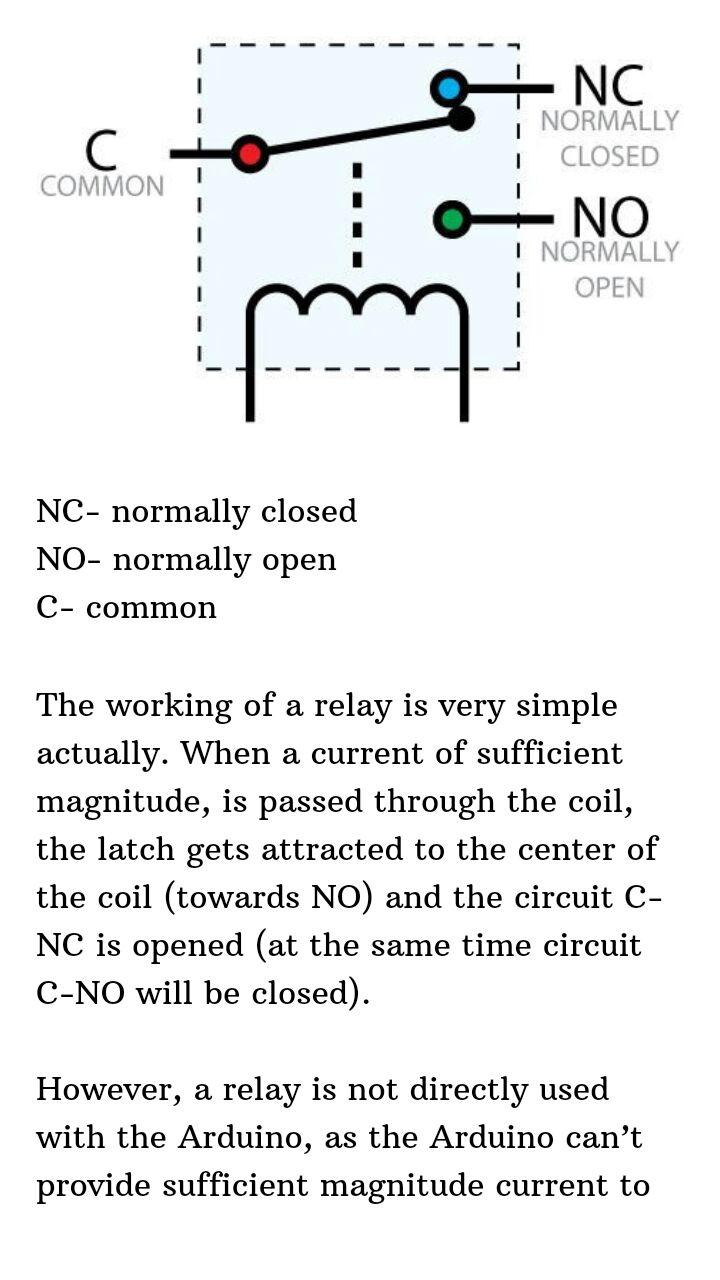 NC
NORMALLY
CLOSED
C
COMMON
NO
NORMALLY
OPEN
NC- normally closed
NO- normally open
C- common
The working of a relay is very simple
actually. When a current of sufficient
magnitude, is passed through the coil,
the latch gets attracted to the center of
the coil (towards NO) and the circuit C-
NC is opened (at the same time circuit
C-NO will be closed).
However, a relay is not directly used
with the Arduino, as the Arduino can’t
provide sufficient magnitude current to